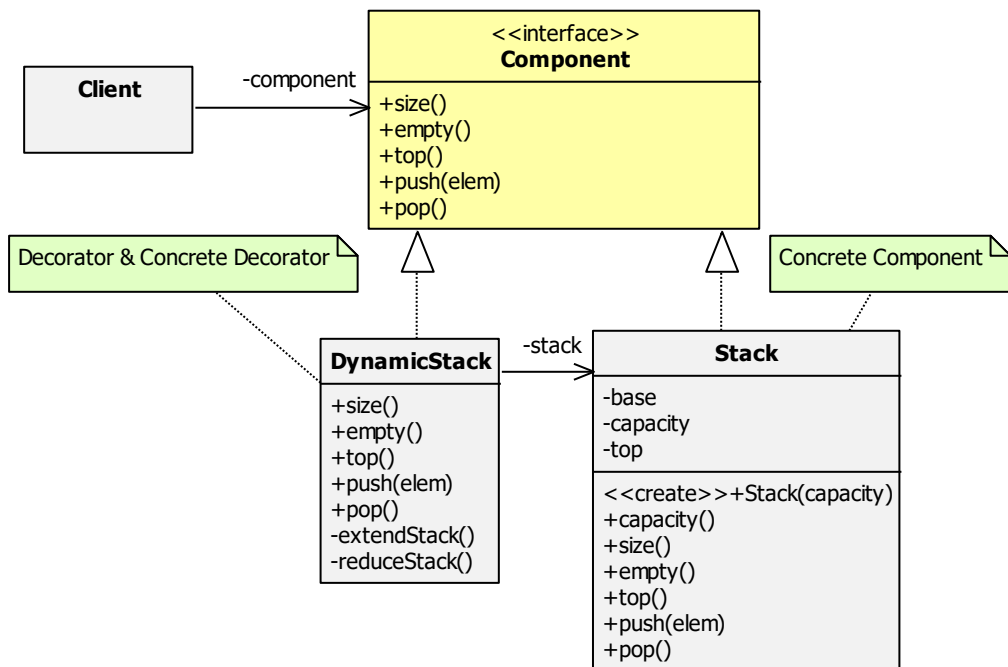 <<interface>>
Component
+size()
+empty()
+top()
+push(elem)
+pop()
Client
-component
Decorator & Concrete Decorator
Concrete Component
DynamicStack
+size()
+empty()
+top()
+push(elem)
+pop()
-extendStack()
-reduceStack()
-stack
Stack
-base
-capacity
-top
<<create>>+Stack(capacity)
+capacity()
+size()
+empty()
+top()
+push(elem)
+pop()